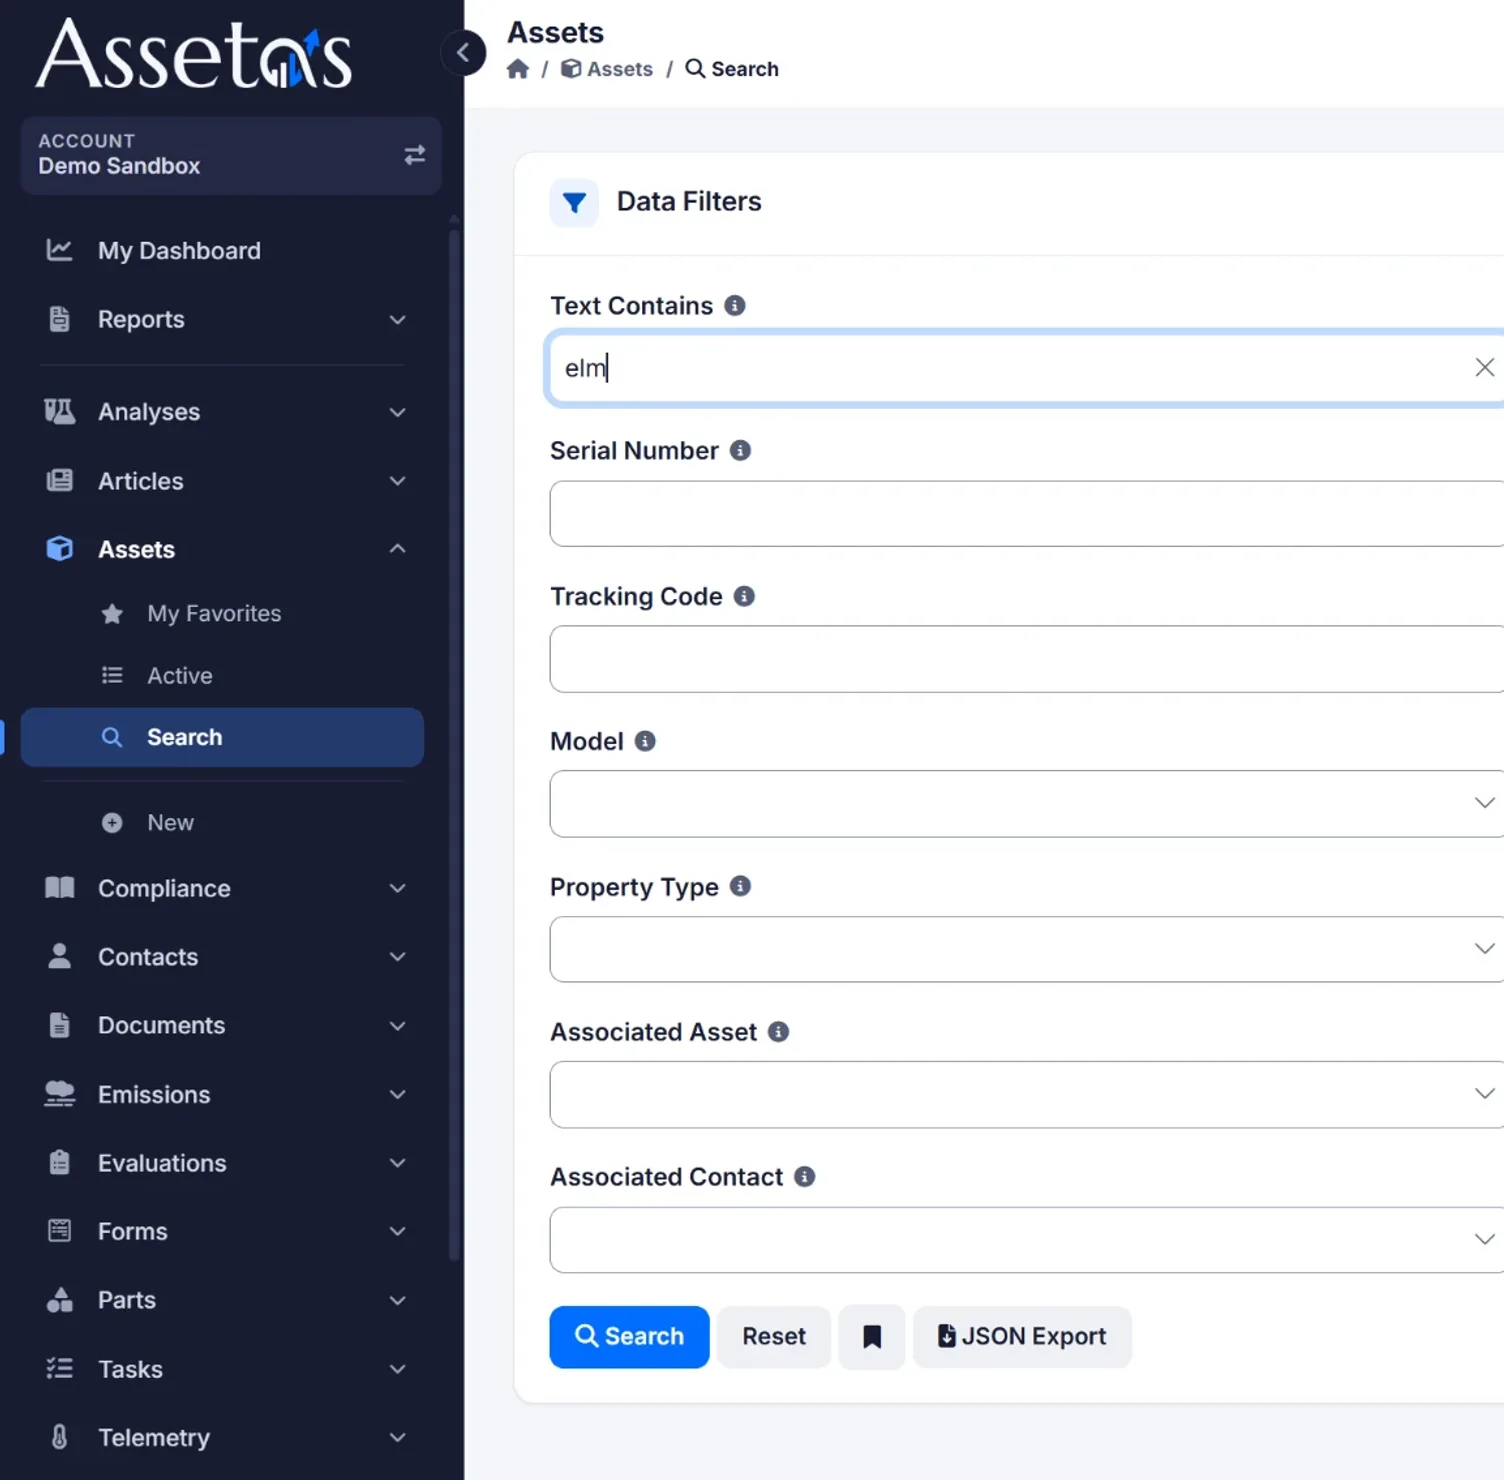 Assetas
ACCOUNT
Demo Sandbox
My Dashboard
Reports
Analyses
Articles
Assets
My Favorites
Active
Search
New
Compliance
Contacts
Documents
Emissions
Evaluations
Forms
Parts
Tasks
Telemetry
Assets
/ Assets / Search
Data Filters
Text Contains
elm
Serial Number
Tracking Code
Model
Property Type
Associated Asset
Associated Contact
Search Reset JSON Export